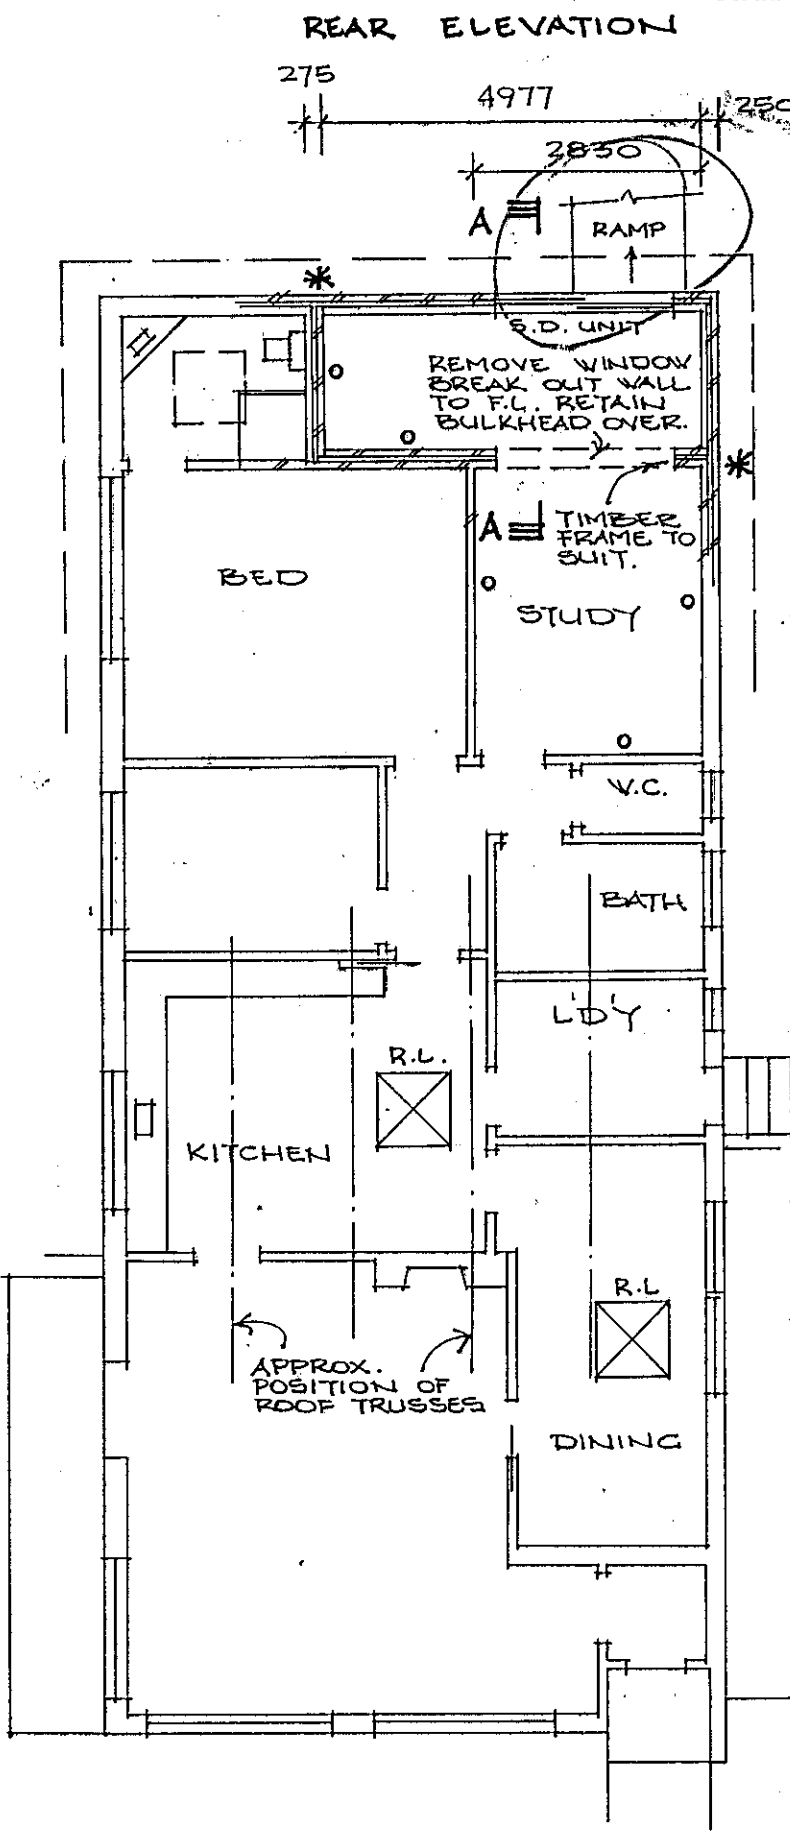 REAR ELEVATION
275
4977
250
2830
A
RAMP
S.D. UNIT
REMOVE WINDOW
BREAK OUT WALL
TO F.L. RETAIN
BULKHEAD OVER.
A
TIMBER
FRAME TO
SUIT.
BED
STUDY
W.C.
BATH
L'D'Y
R.L.
KITCHEN
R.L
APPROX.
POSITION OF
ROOF TRUSSES
DINING